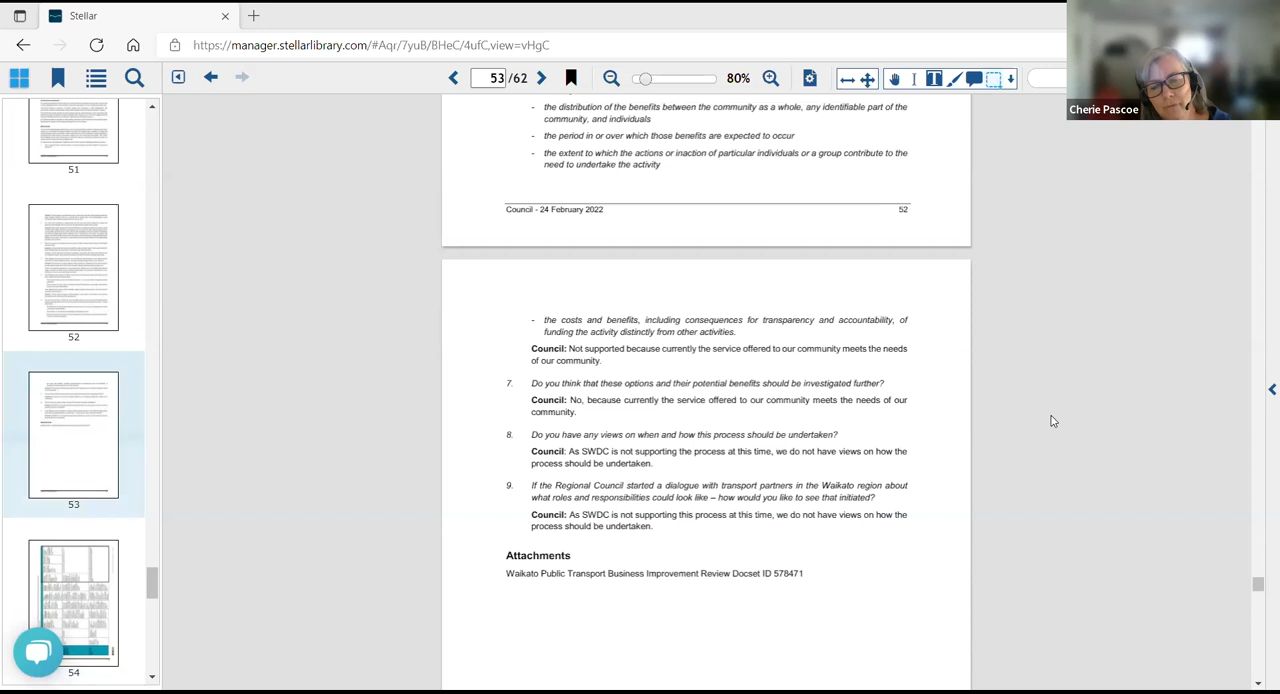 Stellar
https://manager.stellarlibrary.com/#Aqr/7yuB/BHeC/4ufC,view=vHgC
53 /62
80%
Cherie Pascoe
51
52
53
54
- the distribution of the benefits between the community as a whole, any identifiable part of the
community, and individuals
- the period in or over which those benefits are expected to occur
- the extent to which the actions or inaction of particular individuals or a group contribute to the
need to undertake the activity
Council - 24 February 2022 52
- the costs and benefits, including consequences for transparency and accountability, of
funding the activity distinctly from other activities.
Council: Not supported because currently the service offered to our community meets the needs
of our community.
7. Do you think that these options and their potential benefits should be investigated further?
Council: No, because currently the service offered to our community meets the needs of our
community.
8. Do you have any views on when and how this process should be undertaken?
Council: As SWDC is not supporting the process at this time, we do not have views on how the
process should be undertaken.
9. If the Regional Council started a dialogue with transport partners in the Waikato region about
what roles and responsibilities could look like – how would you like to see that initiated?
Council: As SWDC is not supporting this process at this time, we do not have views on how the
process should be undertaken.
Attachments
Waikato Public Transport Business Improvement Review Docset ID 578471